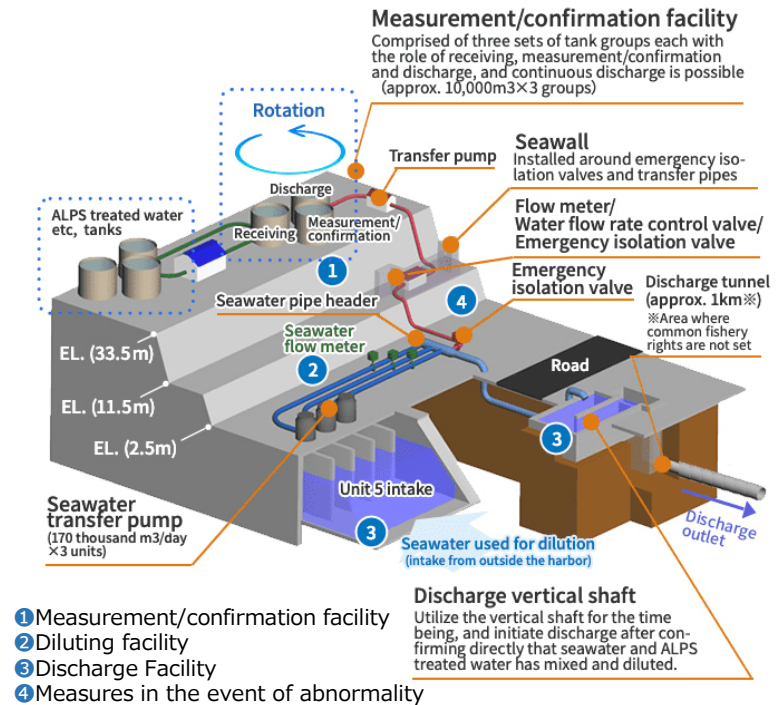 Measurement/confirmation facility
Comprised of three sets of tank groups each with
the role of receiving, measurement/confirmation
and discharge, and continuous discharge is possible
(approx. 10,000m3×3 groups)
Rotation
Transfer pump
Seawall
Installed around emergency iso-
lation valves and transfer pipes
ALPS treated water
etc, tanks
Discharge
Receiving
Measurement/
confirmation
Flow meter/
Water flow rate control valve/
Emergency isolation valve
1
Emergency
isolation valve
Discharge tunnel
(approx. 1km※)
※Area where
common fishery
rights are not set
Seawater pipe header
4
Seawater
flow meter
2
EL. (33.5m)
EL. (11.5m)
EL. (2.5m)
Road
3
Unit 5 intake
3
Seawater
transfer pump
(170 thousand m3/day
×3 units)
Discharge
outlet
Seawater used for dilution
(intake from outside the harbor)
Discharge vertical shaft
Utilize the vertical shaft for the time
being, and initiate discharge after con-
firming directly that seawater and ALPS
treated water has mixed and diluted.
❶Measurement/confirmation facility
❷Diluting facility
❸Discharge Facility
❹Measures in the event of abnormality